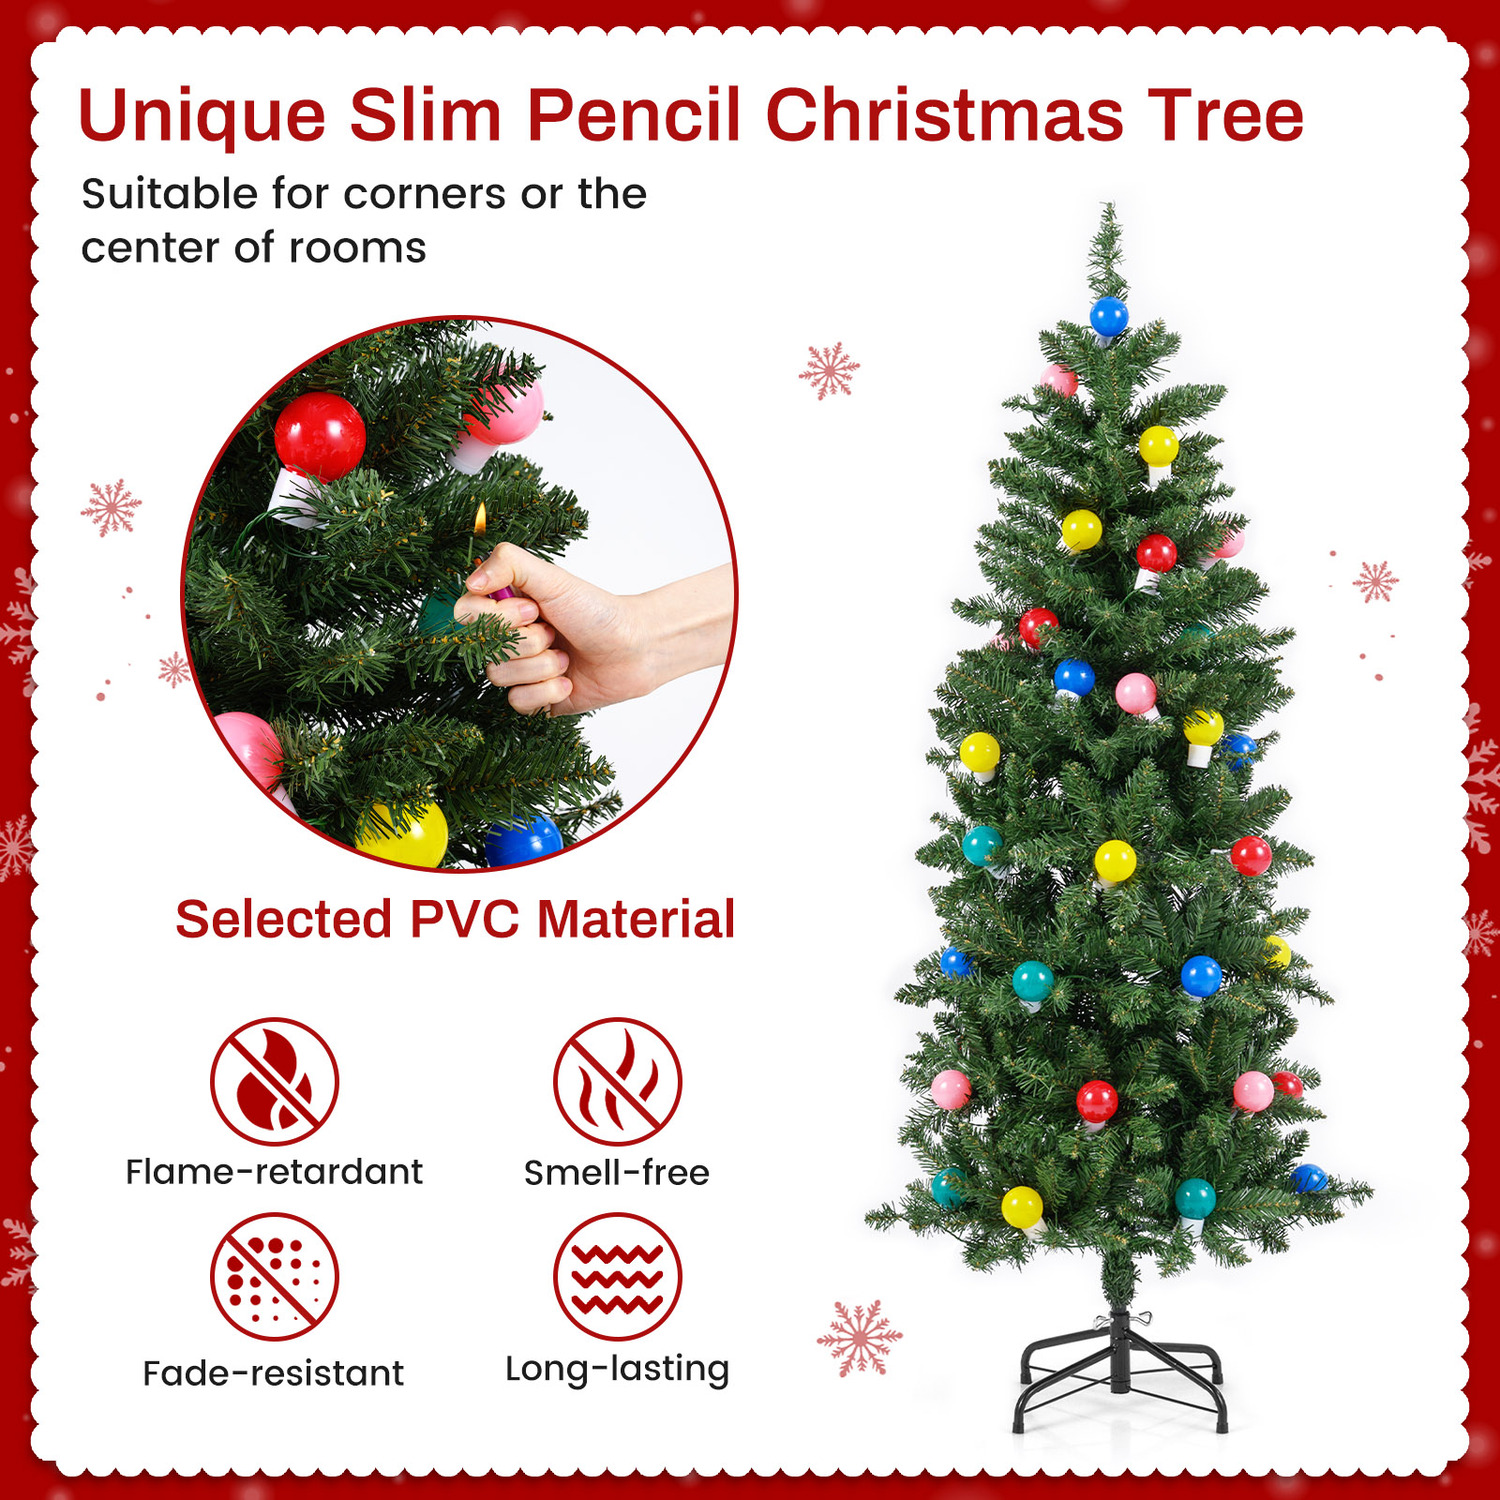 Unique Slim Pencil Christmas Tree
Suitable for corners or the
center of rooms
Selected PVC Material
Flame-retardant
Smell-free
Fade-resistant
Long-lasting